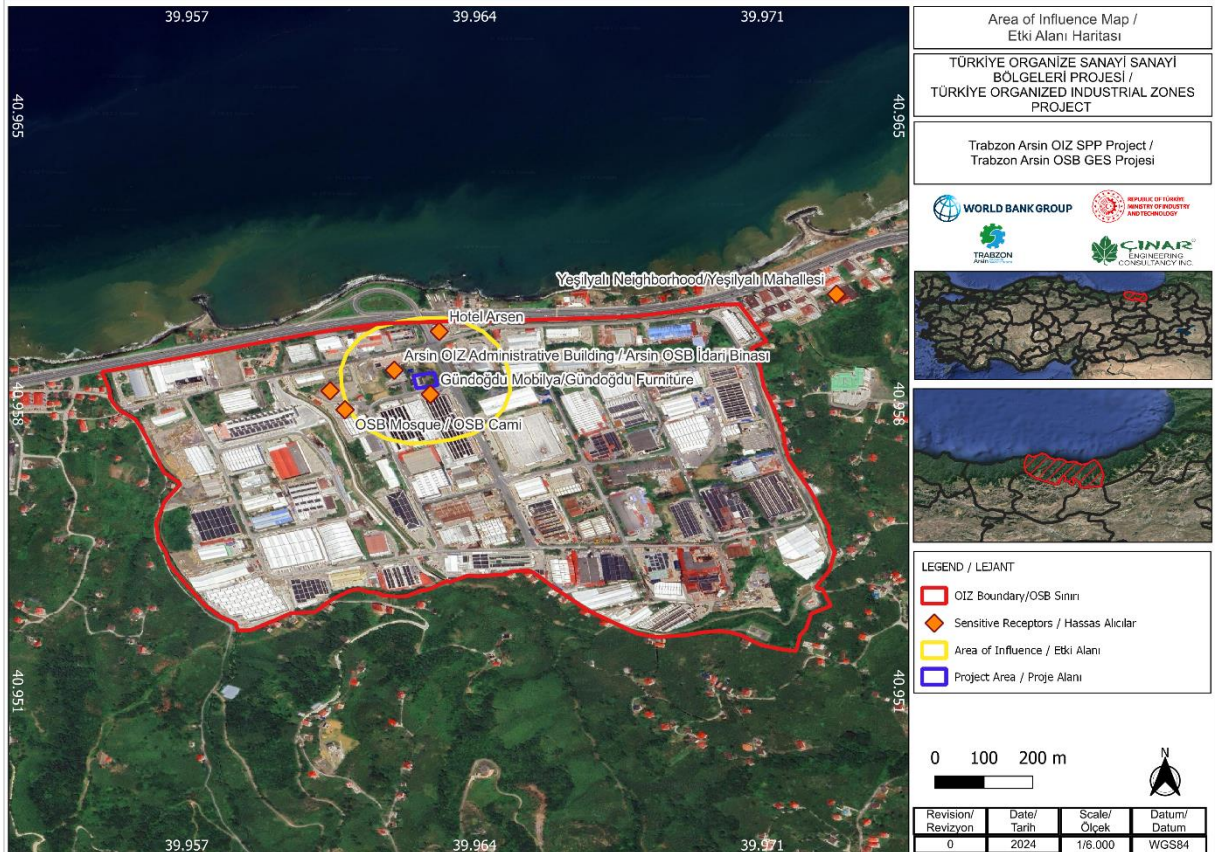 39.957
39.964
39.971
40.965
40.965
Yeşilyalı Neighborhood/Yeşilyalı Mahallesi
Hotel Arsen
Arsin OIZ Administrative Building / Arsin OSB İdari Binası
Gündoğdu Mobilya/Gündoğdu Furniture
OSB Mosque / OSB Cami
40.958
40.958
40.951
40.951
39.957
39.964
39.971
Area of Influence Map /
Etki Alanı Haritası
TÜRKİYE ORGANİZE SANAYİ SANAYİ
BÖLGELERİ PROJESİ /
TÜRKİYE ORGANIZED INDUSTRIAL ZONES
PROJECT
Trabzon Arsin OIZ SPP Project /
Trabzon Arsin OSB GES Projesi
WORLD BANK GROUP
REPUBLIC OF TÜRKİYE
MINISTRY OF INDUSTRY
AND TECHNOLOGY
TRABZON
Arsin
ÇINAR
ENGINEERING
CONSULTANCY INC.
LEGEND / LEJANT
OIZ Boundary/OSB Sınırı
Sensitive Receptors / Hassas Alıcılar
Area of Influence / Etki Alanı
Project Area / Proje Alanı
0 100 200 m
N
Revision/ Date/ Scale/ Datum/
Revizyon Tarih Ölçek Datum
0 2024 1/6.000 WGS84